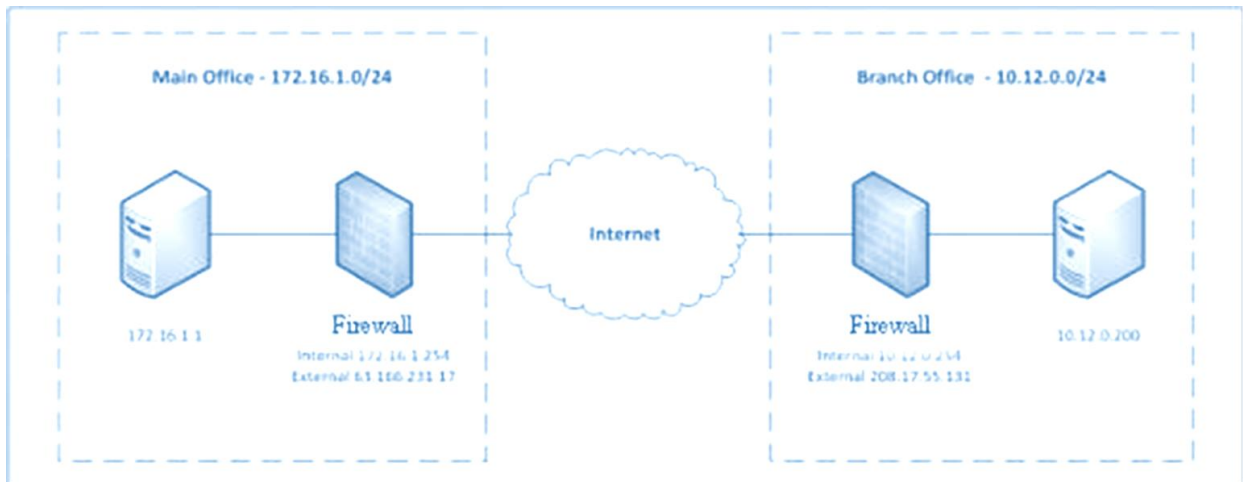 Main Office - 172.16.1.0/24
Branch Office - 10.12.0.0/24
Internet
172.16.1.1
Firewall
Internal 172.16.1.254
External
Firewall
Internal 10.12.0.254
External 208.17.55.131
10.12.0.200